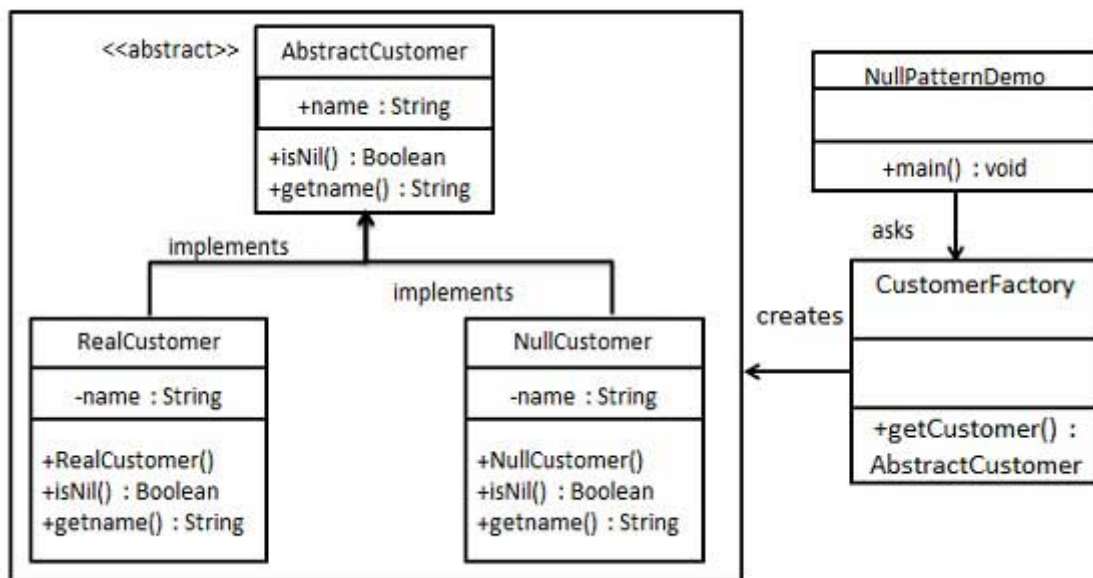 <<abstract>>
AbstractCustomer
+name : String
+isNil() : Boolean
+getname() : String
implements
implements
RealCustomer
-name : String
+RealCustomer()
+isNil() : Boolean
+getname() : String
NullCustomer
-name : String
+NullCustomer()
+isNil() : Boolean
+getname() : String
NullPatternDemo
+main() : void
asks
CustomerFactory
creates
+getCustomer() :
AbstractCustomer